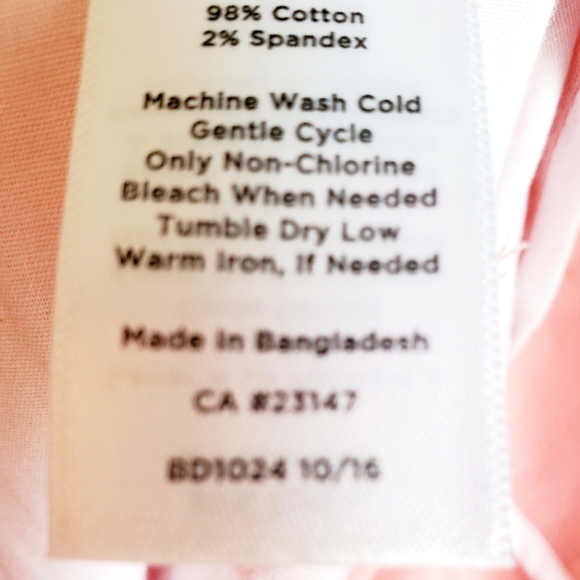 98% Cotton
2% Spandex
Machine Wash Cold
Gentle Cycle
Only Non-Chlorine
Bleach When Needed
Tumble Dry Low
Warm Iron, If Needed
Made in Bangladesh
CA #23147
BD1024 10/16